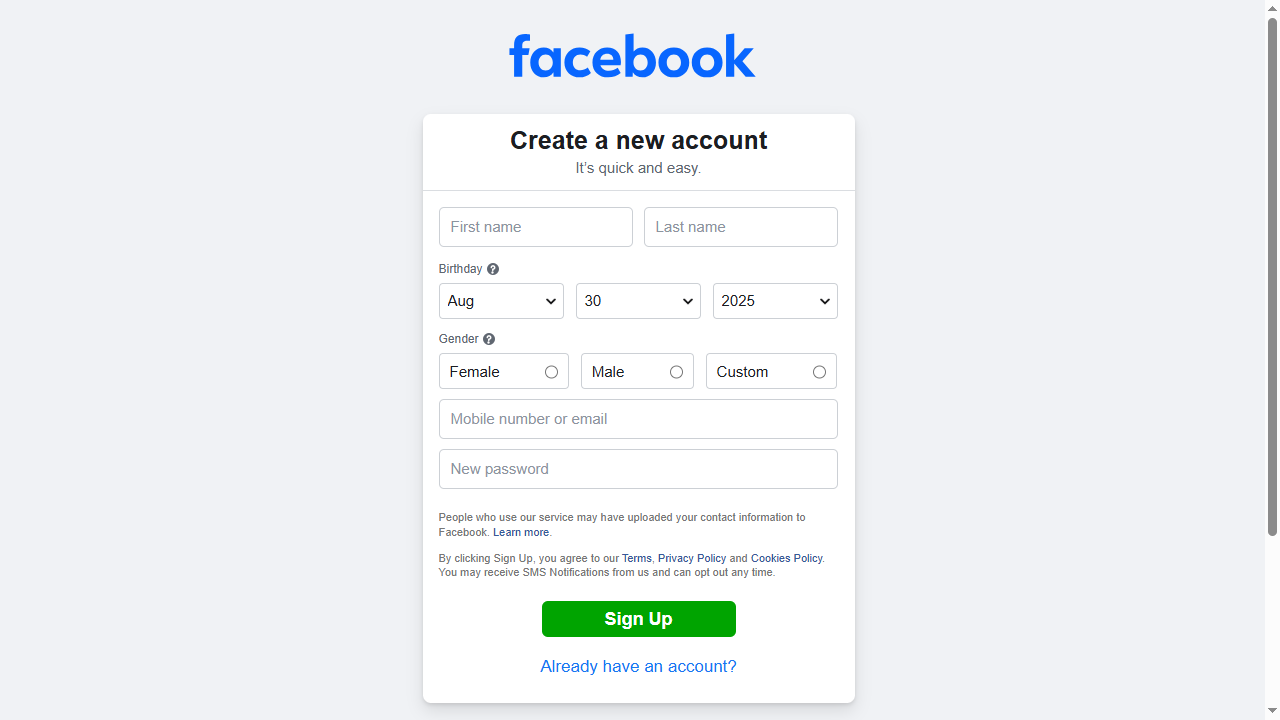 facebook
Create a new account
It's quick and easy.
First name Last name
Birthday ?
Aug 30 2025
Gender ?
Female Male Custom
Mobile number or email
New password
People who use our service may have uploaded your contact information to
Facebook. Learn more.
By clicking Sign Up, you agree to our Terms, Privacy Policy and Cookies Policy.
You may receive SMS Notifications from us and can opt out any time.
Sign Up
Already have an account?